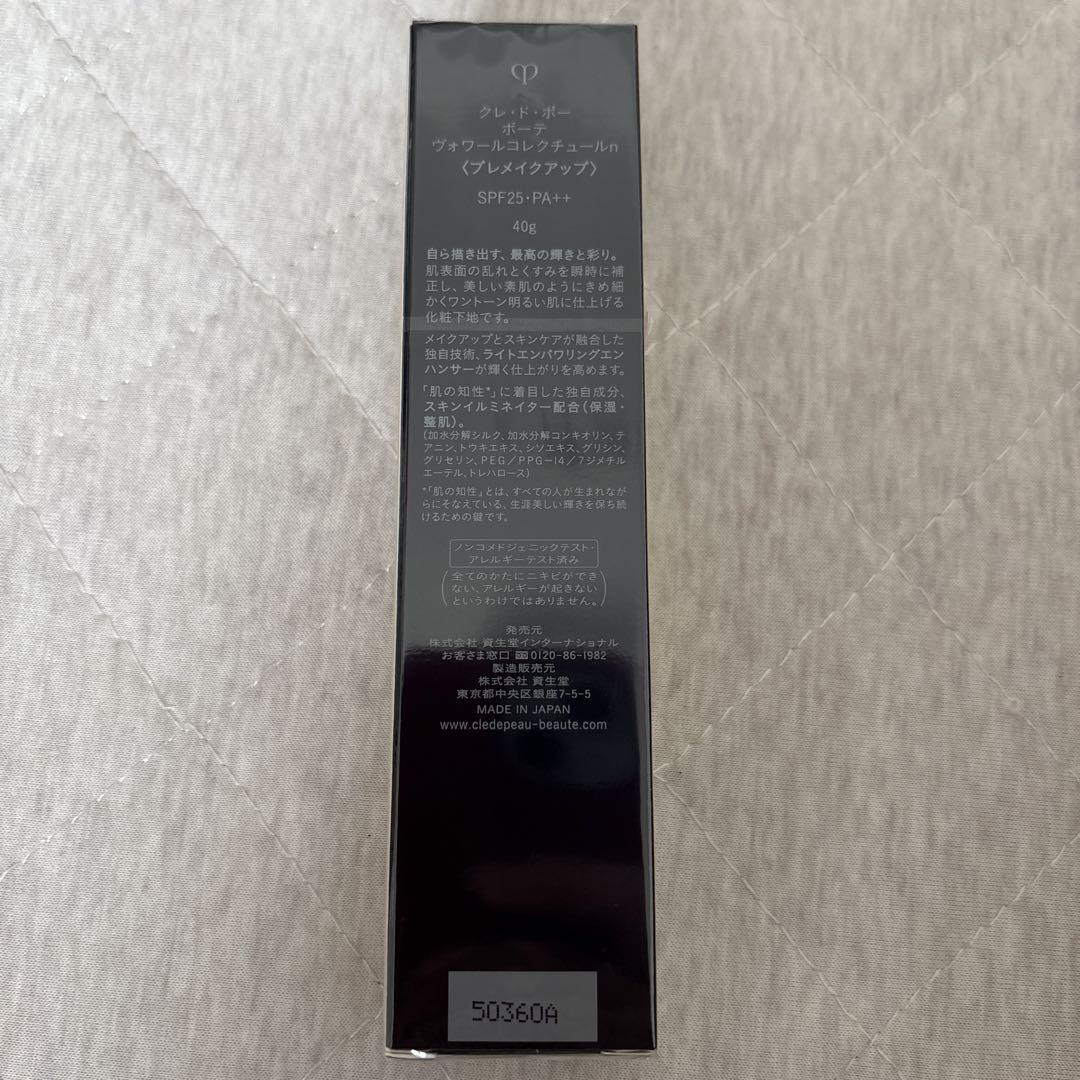 クレ・ド・ポー
ボーテ
ヴォワールコレクチュールn
〈プレメイクアップ〉
SPF25・PA++
40g
自ら描き出す、最高の輝きと彩り。
肌表面の乱れとくすみを瞬時に補
正し、美しい素肌のようにきめ細
かくワントーン明るい肌に仕上げる
化粧下地です。
メイクアップとスキンケアが融合した
独自技術、ライトエンパワリングエン
ハンサーが輝く仕上がりを高めます。
「肌の知性*」に着目した独自成分、
スキンイルミネイター配合(保湿・
整肌)。
(加水分解シルク、加水分解コンキオリン、テ
アニン、トウキエキス、シソエキス、グリシン、
グリセリン、PEG/PPG-14/7ジメチル
エーテル、トレハロース)
*「肌の知性」とは、すべての人が生まれなが
らにそなえている、生涯美しい輝きを保ち続
けるための鍵です。
ノンコメドジェニックテスト・
アレルギーテスト済み
(全てのかたにニキビができ
ない、アレルギーが起きない
というわけではありません。)
発売元
株式会社 資生堂インターナショナル
お客さま窓口 0120-86-1982
製造販売元
株式会社 資生堂
東京都中央区銀座7-5-5
MADE IN JAPAN
www.cledepeau-beaute.com
50360A